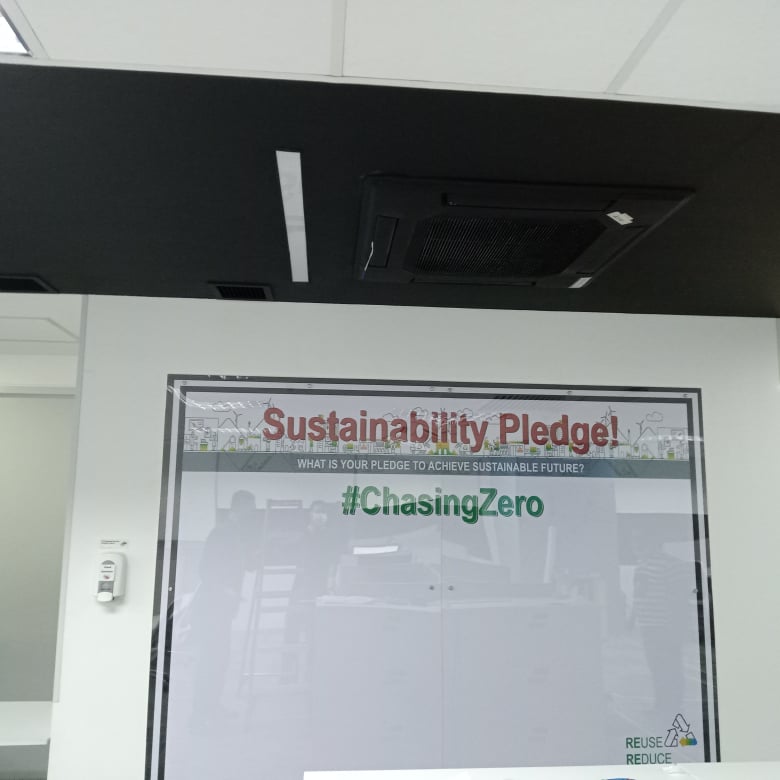 Sustainability Pledge!
WHAT IS YOUR PLEDGE TO ACHIEVE SUSTAINABLE FUTURE?
#ChasingZero
REUSE
REDUCE